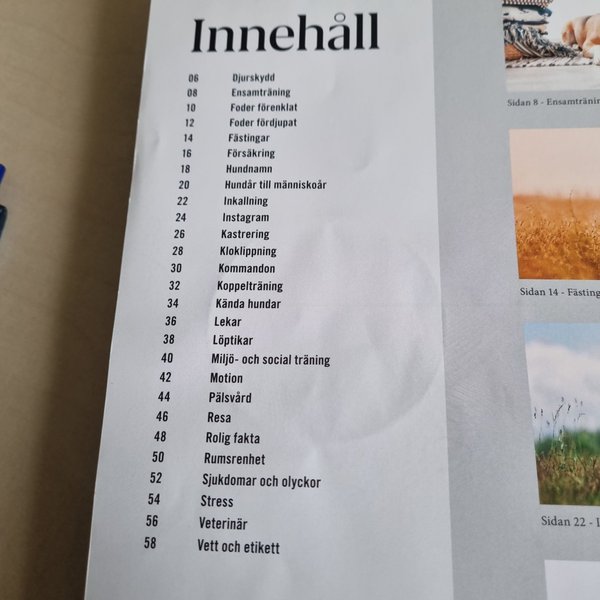 Innehåll
06 Djurskydd
08 Ensamträning
10 Foder förenklat
12 Foder fördjupat
14 Fästingar
16 Försäkring
18 Hundnamn
20 Hundår till människoår
22 Inkallning
24 Instagram
26 Kastrering
28 Kloklippning
30 Kommandon
32 Koppelträning
34 Kända hundar
36 Lekar
38 Löptikar
40 Miljö- och social träning
42 Motion
44 Pälsvård
46 Resa
48 Rolig fakta
50 Rumsrenhet
52 Sjukdomar och olyckor
54 Stress
56 Veterinär
58 Vett och etikett
Sidan 8 - Ensamtränin
Sidan 14 - Fästing
Sidan 22 - I